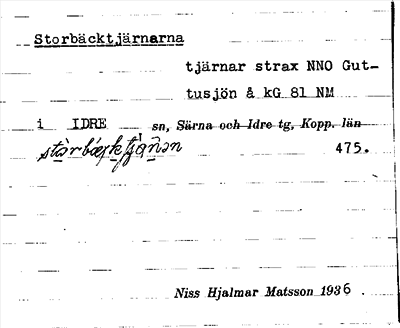 Storbäcktjärnarna
tjärnar strax NNO Gut-
tusjön å kG 81 NM
i IDRE sn, Särna och Idre tg, Kopp. län
475.
Niss Hjalmar Matsson 1936.